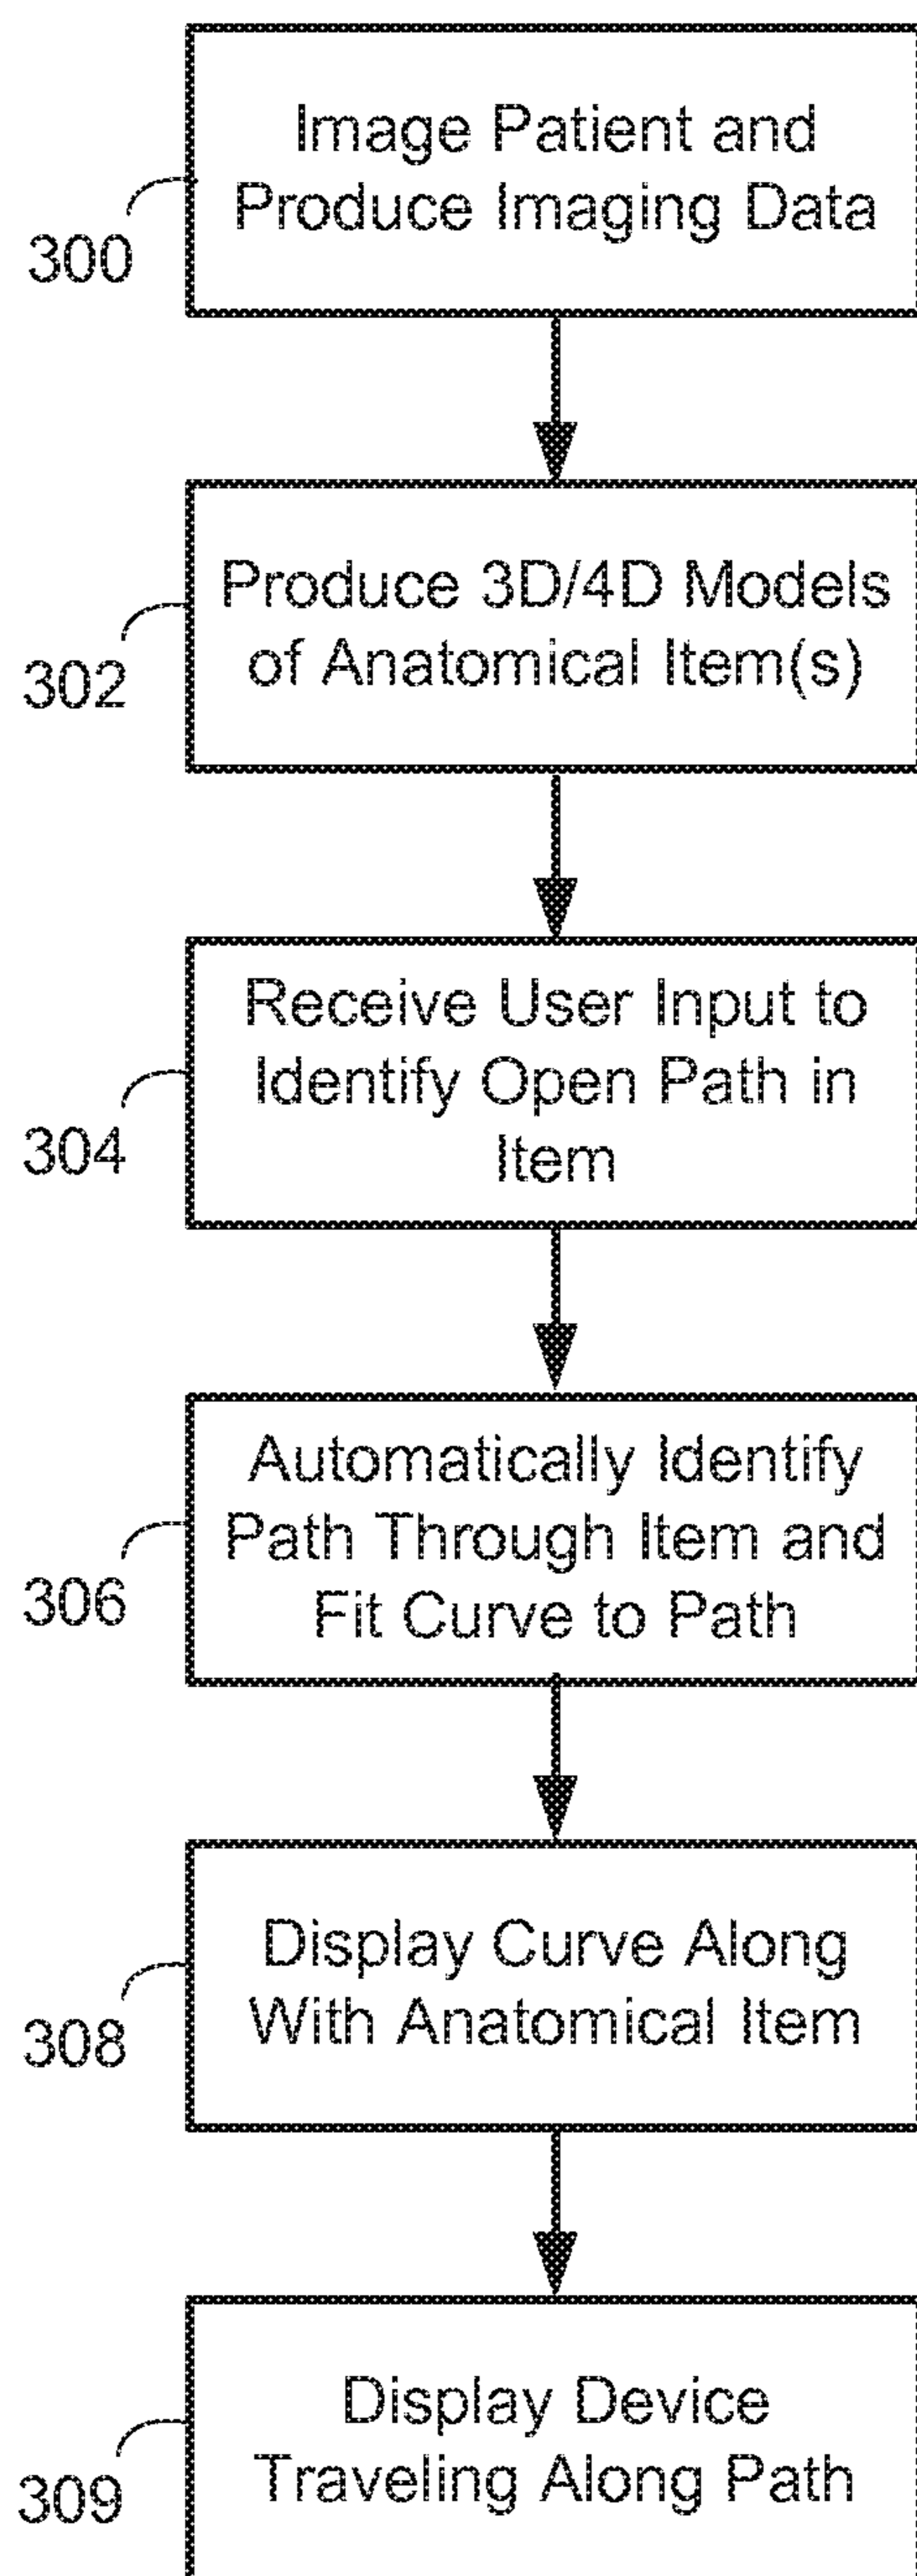 Image Patient and
Produce Imaging Data
300
Produce 3D/4D Models
of Anatomical Item(s)
302
Receive User Input to
Identify Open Path in
Item
304
Automatically Identify
Path Through Item and
Fit Curve to Path
306
Display Curve Along
With Anatomical Item
308
Display Device
Traveling Along Path
309